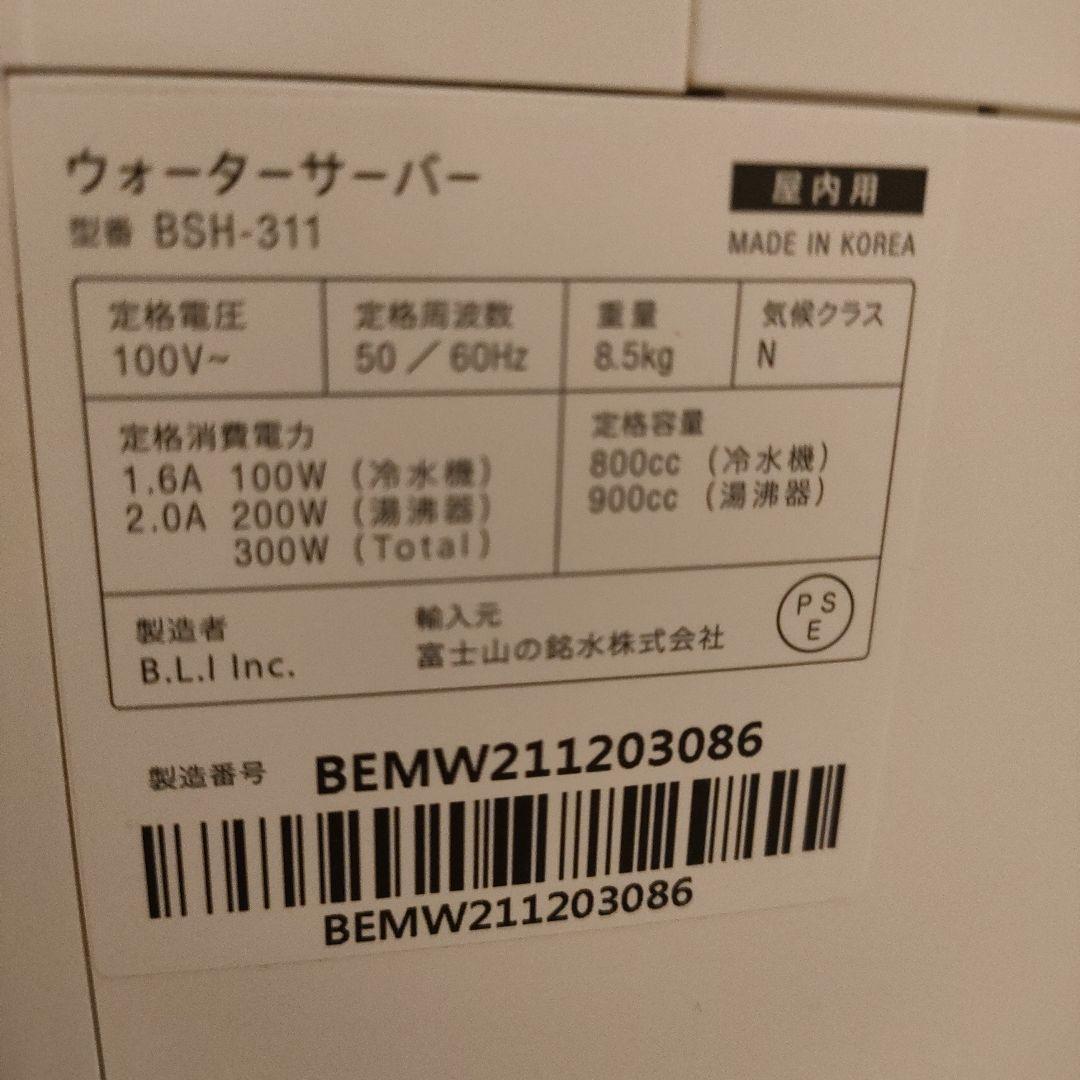 ウォーターサーバー
屋内用
型番 BSH-311
MADE IN KOREA
定格電圧
100V~
定格周波数
50／60Hz
重量
8.5kg
気候クラス
N
定格消費電力
1.6A 100W (冷水機)
2.0A 200W (湯沸器)
300W (Total)
定格容量
800cc (冷水機)
900cc (湯沸器)
製造者
B.L.I Inc.
輸入元
富士山の銘水株式会社
PS
E
製造番号 BEMW211203086
BEMW211203086